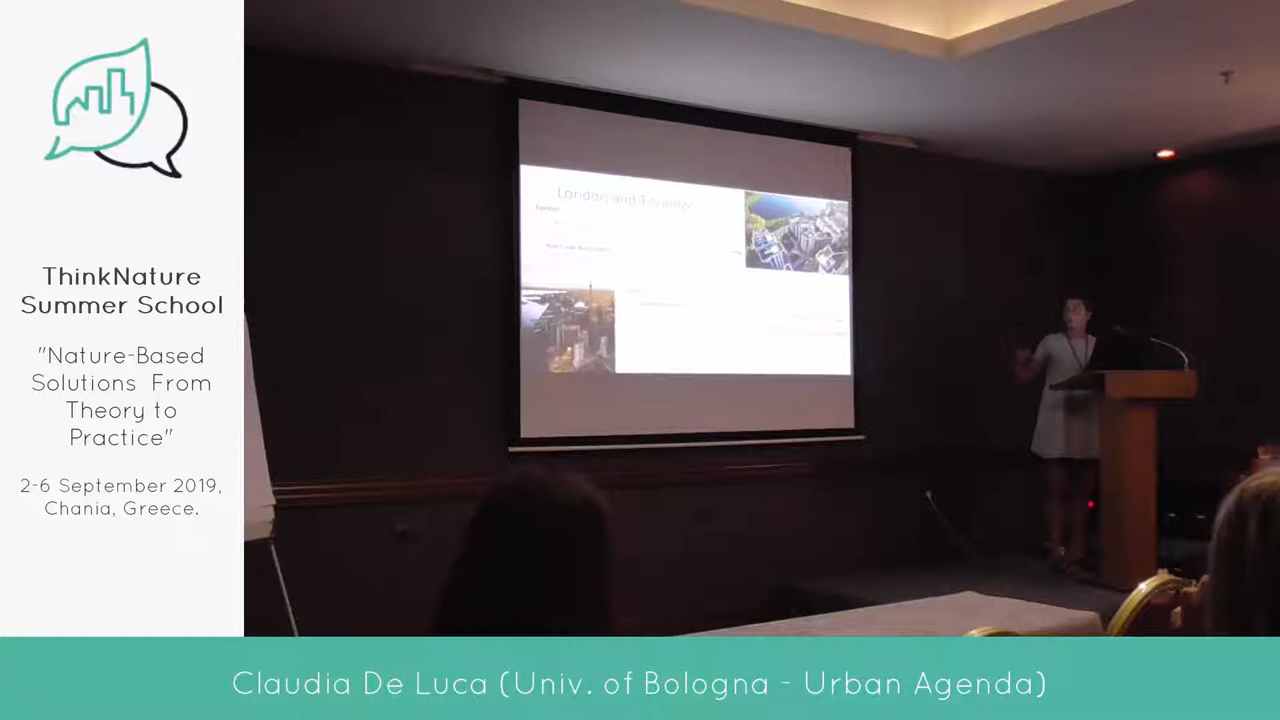 ThinkNature
Summer School
"Nature-Based
Solutions From
Theory to
Practice"
2-6 September 2019,
Chania, Greece.
London and Toronto
Claudia De Luca (Univ. of Bologna - Urban Agenda)